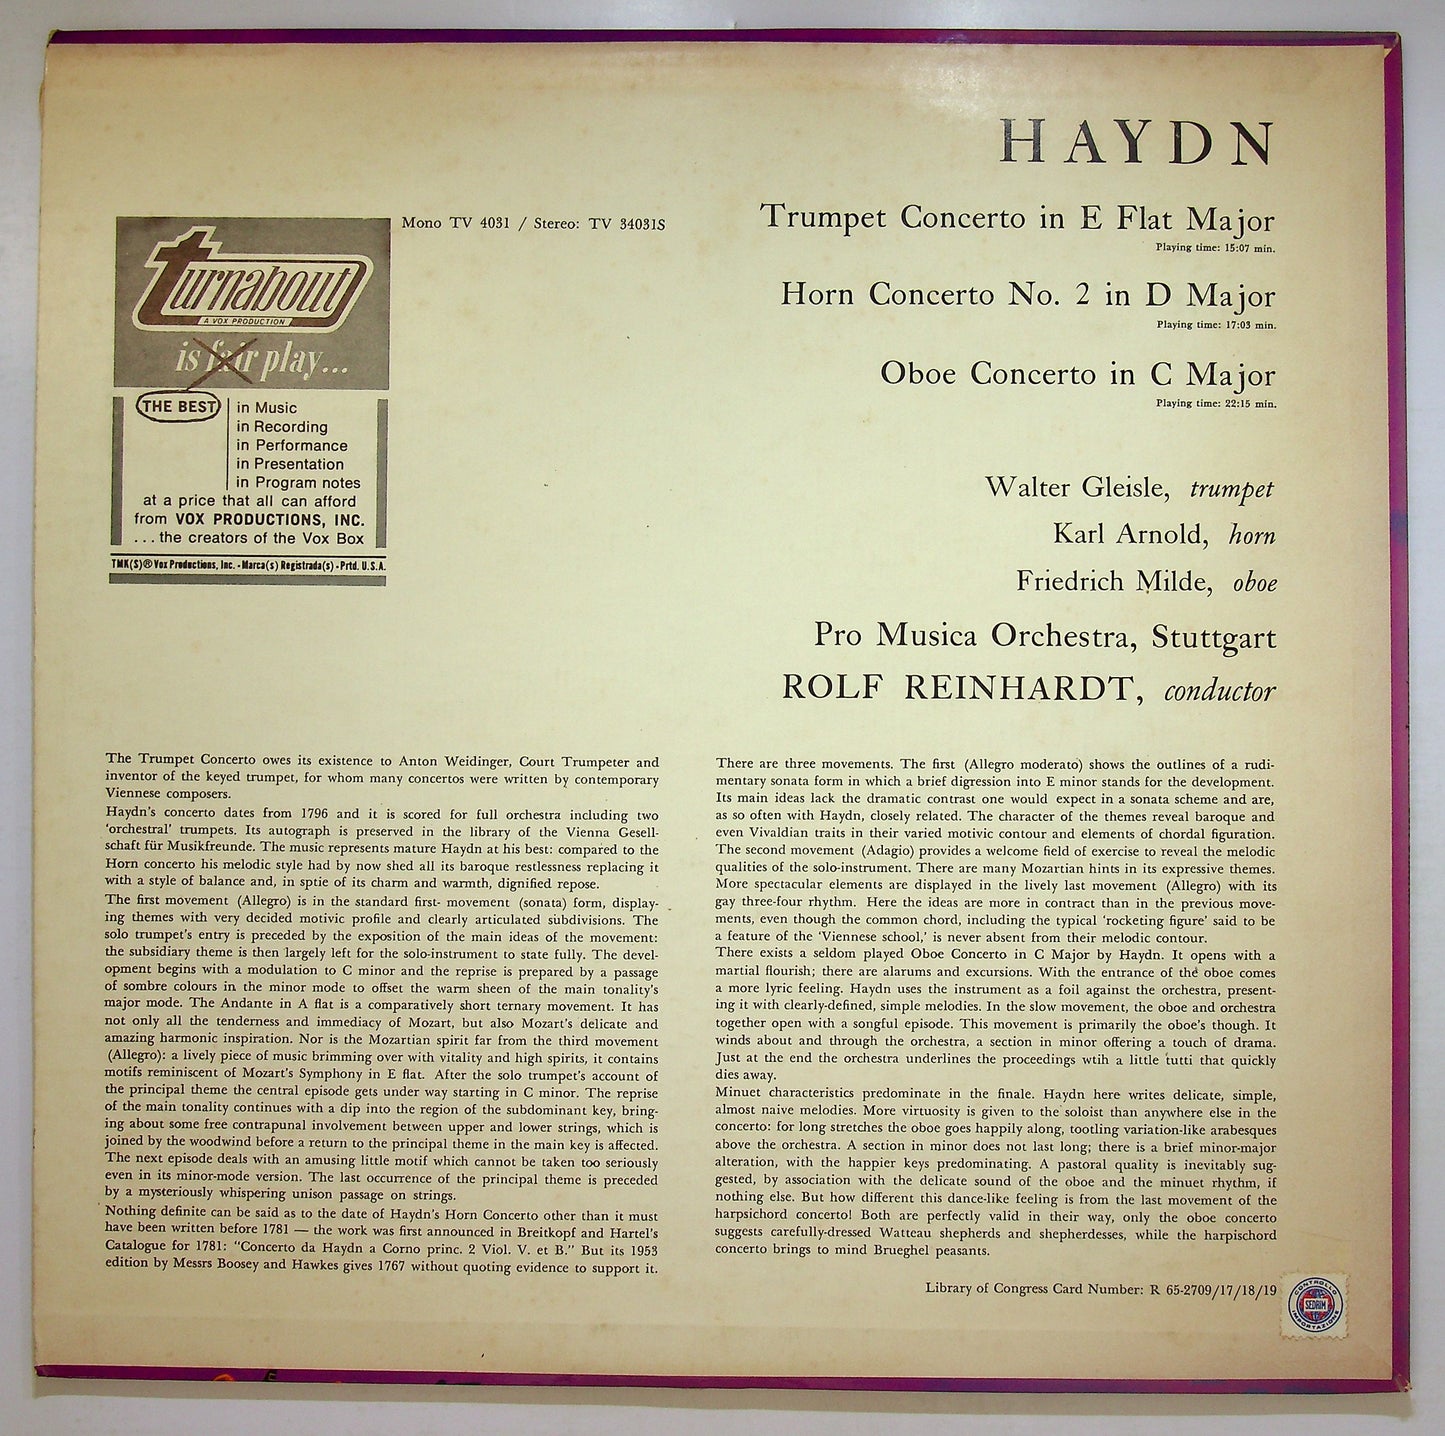 HAYDN
Trumpet Concerto in E Flat Major
Playing time: 15:07 min.
Horn Concerto No. 2 in D Major
Playing time: 17:03 min.
Oboe Concerto in C Major
Playing time: 22:15 min.
Walter Gleisle, trumpet
Karl Arnold, horn
Friedrich Milde, oboe
Pro Musica Orchestra, Stuttgart
ROLF REINHARDT, conductor
Mono TV 4031 / Stereo: TV 34031S
turnabout
A VOX PRODUCTION
is fair play...
THE BEST
in Music
in Recording
in Performance
in Presentation
in Program notes
at a price that all can afford
from VOX PRODUCTIONS, INC.
...the creators of the Vox Box
TMK(S)® Vox Productions, Inc. - Marca(s) Registrada(s) - Prtd. U.S.A.
The Trumpet Concerto owes its existence to Anton Weidinger, Court Trumpeter and
inventor of the keyed trumpet, for whom many concertos were written by contemporary
Viennese composers.
Haydn's concerto dates from 1796 and it is scored for full orchestra including two
'orchestral' trumpets. Its autograph is preserved in the library of the Vienna Gesell-
schaft für Musikfreunde. The music represents mature Haydn at his best: compared to the
Horn concerto his melodic style had by now shed all its baroque restlessness replacing it
with a style of balance and, in sptie of its charm and warmth, dignified repose.
The first movement (Allegro) is in the standard first- movement (sonata) form, display-
ing themes with very decided motivic profile and clearly articulated subdivisions. The
solo trumpet's entry is preceded by the exposition of the main ideas of the movement:
the subsidiary theme is then largely left for the solo-instrument to state fully. The devel-
opment begins with a modulation to C minor and the reprise is prepared by a passage
of sombre colours in the minor mode to offset the warm sheen of the main tonality's
major mode. The Andante in A flat is a comparatively short ternary movement. It has
not only all the tenderness and immediacy of Mozart, but also Mozart's delicate and
amazing harmonic inspiration. Nor is the Mozartian spirit far from the third movement
(Allegro): a lively piece of music brimming over with vitality and high spirits, it contains
motifs reminiscent of Mozart's Symphony in E flat. After the solo trumpet's account of
the principal theme the central episode gets under way starting in C minor. The reprise
of the main tonality continues with a dip into the region of the subdominant key, bring-
ing about some free contrapunal involvement between upper and lower strings, which is
joined by the woodwind before a return to the principal theme in the main key is affected.
The next episode deals with an amusing little motif which cannot be taken too seriously
even in its minor-mode version. The last occurrence of the principal theme is preceded
by a mysteriously whispering unison passage on strings.
Nothing definite can be said as to the date of Haydn's Horn Concerto other than it must
have been written before 1781 — the work was first announced in Breitkopf and Hartel's
Catalogue for 1781: "Concerto da Haydn a Corno princ. 2 Viol. V. et B." But its 1953
edition by Messrs Boosey and Hawkes gives 1767 without quoting evidence to support it.
There are three movements. The first (Allegro moderato) shows the outlines of a rudi-
mentary sonata form in which a brief digression into E minor stands for the development.
Its main ideas lack the dramatic contrast one would expect in a sonata scheme and are,
as so often with Haydn, closely related. The character of the themes reveal baroque and
even Vivaldian traits in their varied motivic contour and elements of chordal figuration.
The second movement (Adagio) provides a welcome field of exercise to reveal the melodic
qualities of the solo-instrument. There are many Mozartian hints in its expressive themes.
More spectacular elements are displayed in the lively last movement (Allegro) with its
gay three-four rhythm. Here the ideas are more in contract than in the previous move-
ments, even though the common chord, including the typical 'rocketing figure' said to be
a feature of the 'Viennese school,' is never absent from their melodic contour.
There exists a seldom played Oboe Concerto in C Major by Haydn. It opens with a
martial flourish; there are alarums and excursions. With the entrance of the oboe comes
a more lyric feeling. Haydn uses the instrument as a foil against the orchestra, present-
ing it with clearly-defined, simple melodies. In the slow movement, the oboe and orchestra
together open with a songful episode. This movement is primarily the oboe's though. It
winds about and through the orchestra, a section in minor offering a touch of drama.
Just at the end the orchestra underlines the proceedings wtih a little tutti that quickly
dies away.
Minuet characteristics predominate in the finale. Haydn here writes delicate, simple,
almost naive melodies. More virtuosity is given to the soloist than anywhere else in the
concerto: for long stretches the oboe goes happily along, tootling variation-like arabesques
above the orchestra. A section in minor does not last long; there is a brief minor-major
alteration, with the happier keys predominating. A pastoral quality is inevitably sug-
gested, by association with the delicate sound of the oboe and the minuet rhythm, if
nothing else. But how different this dance-like feeling is from the last movement of the
harpsichord concerto! Both are perfectly valid in their way, only the oboe concerto
suggests carefully-dressed Watteau shepherds and shepherdesses, while the harpischord
concerto brings to mind Brueghel peasants.
Library of Congress Card Number: R 65-2709/17/18/19
CONTROLLO
SEDRIM
IMPORTAZIONE